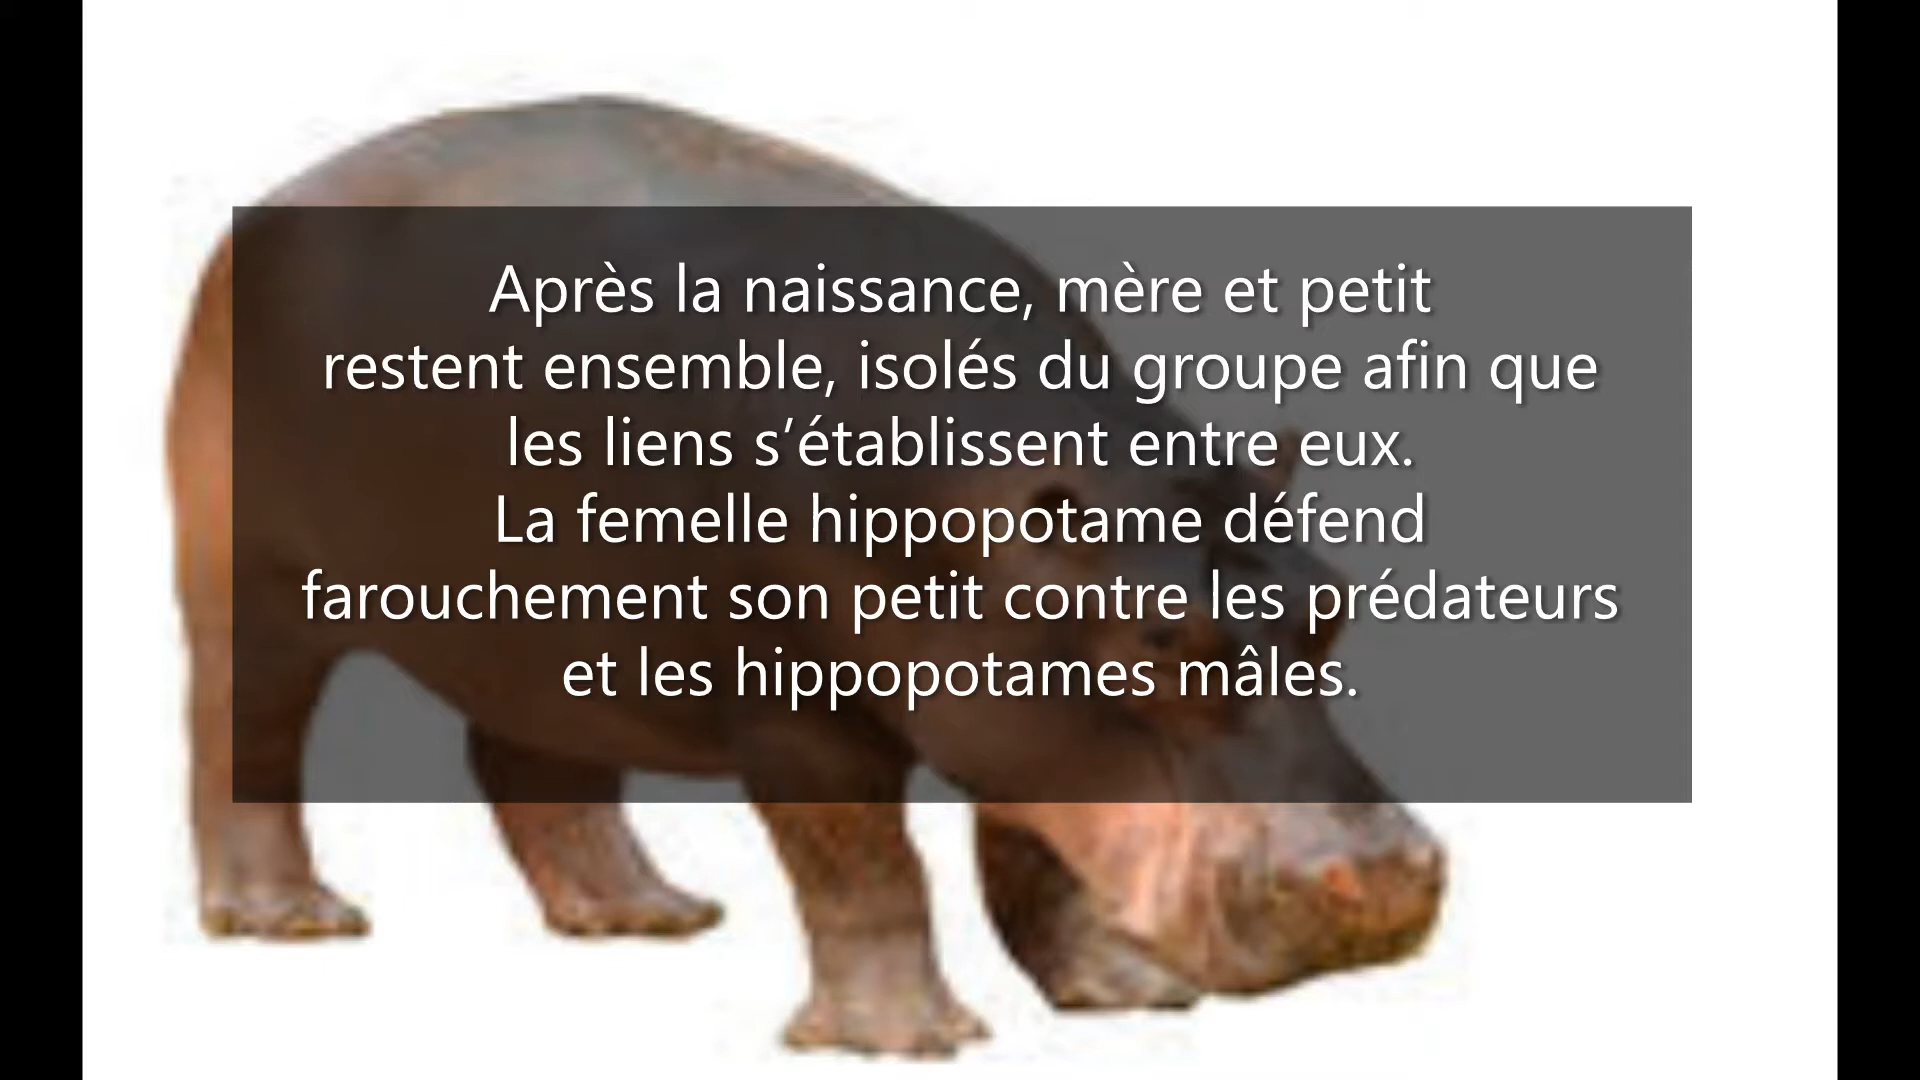 Après la naissance, mère et petit
restent ensemble, isolés du groupe afin que
les liens s’établissent entre eux.
La femelle hippopotame défend
farouchement son petit contre les prédateurs
et les hippopotames mâles.